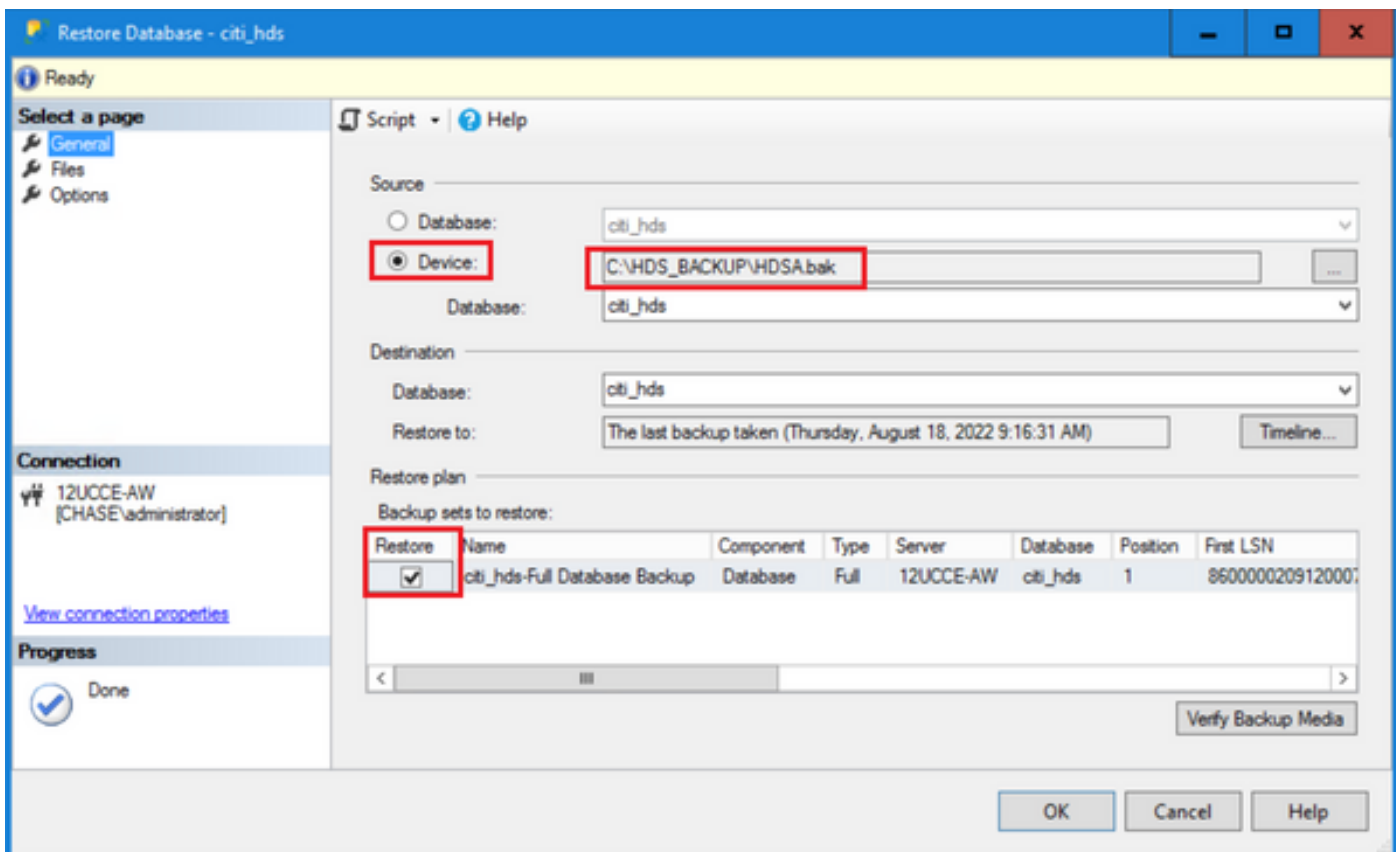 Restore Database - citi_hds
Ready
Select a page
General
Files
Options
Script
Help
Source
Database:
citi_hds
Device:
C:\HDS_BACKUP\HDSA.bak
...
Database:
citi_hds
Destination
Database:
citi_hds
Restore to:
The last backup taken (Thursday, August 18, 2022 9:16:31 AM)
Timeline...
Connection
12UCCE-AW
[CHASE\administrator]
View connection properties
Restore plan
Backup sets to restore:
Restore Name Component Type Server Database Position First LSN
citi_hds-Full Database Backup Database Full 12UCCE-AW citi_hds 1 8600000209120007
Progress
Done
Verify Backup Media
OK Cancel Help